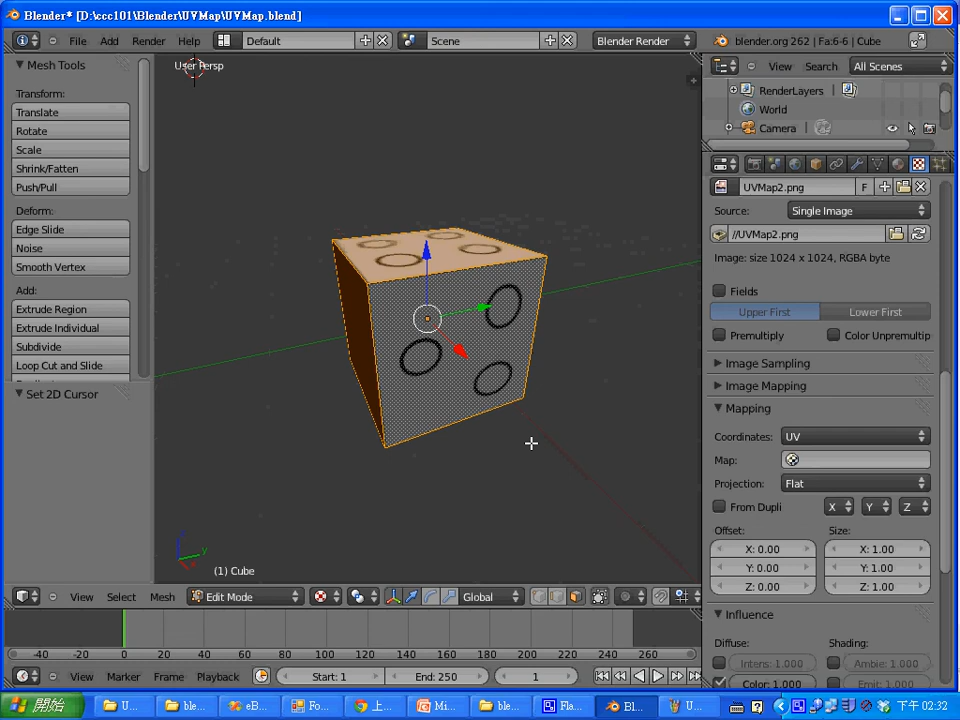 Blender* [D:\ccc101\Blender\UVMap\UVMap.blend]
File Add Render Help Default Scene Blender Render blender.org 262 | Fa:6-6 | Cube
Mesh Tools
Transform:
Translate
Rotate
Scale
Shrink/Fatten
Push/Pull
Deform:
Edge Slide
Noise
Smooth Vertex
Add:
Extrude Region
Extrude Individual
Subdivide
Loop Cut and Slide
Set 2D Cursor
User Persp
y
(1) Cube
View Select Mesh Edit Mode Global
View Search All Scenes
RenderLayers
World
Camera
UVMap2.png F
Source: Single Image
//UVMap2.png
Image: size 1024 x 1024, RGBA byte
Fields
Upper First Lower First
Premultiply Color Unpremultip
Image Sampling
Image Mapping
Mapping
Coordinates: UV
Map:
Projection: Flat
From Dupli X Y Z
Offset: Size:
X: 0.00 X: 1.00
Y: 0.00 Y: 1.00
Z: 0.00 Z: 1.00
Influence
Diffuse: Shading:
Intens: 1.000 Ambie: 1.000
Color: 1.000 Emit: 1.000
-40 -20 0 20 40 60 80 100 120 140 160 180 200 220 240 260
View Marker Frame Playback Start: 1 End: 250 1
開始 U... ble... eB... Fo... 上... Mi... ble... Fla... Bl... U... 下午 02:32